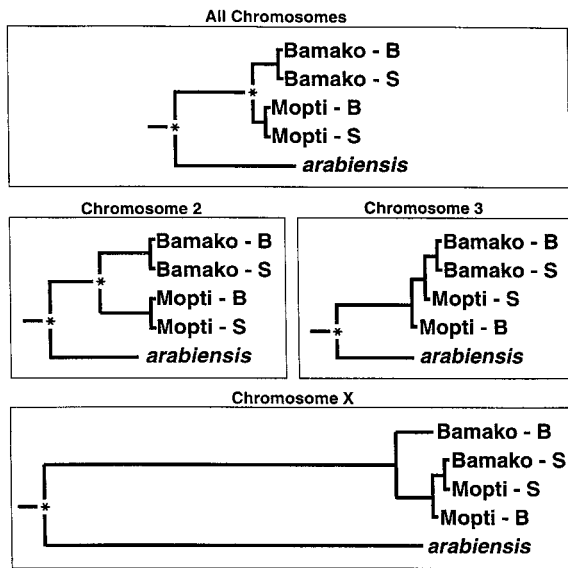 All Chromosomes
Bamako - B
Bamako - S
*
Mopti - B
*
Mopti - S
arabiensis
Chromosome 2
Bamako - B
Bamako - S
*
Mopti - B
*
Mopti - S
arabiensis
Chromosome 3
Bamako - B
Bamako - S
Mopti - S
*
Mopti - B
arabiensis
Chromosome X
Bamako - B
Bamako - S
Mopti - S
*
Mopti - B
arabiensis